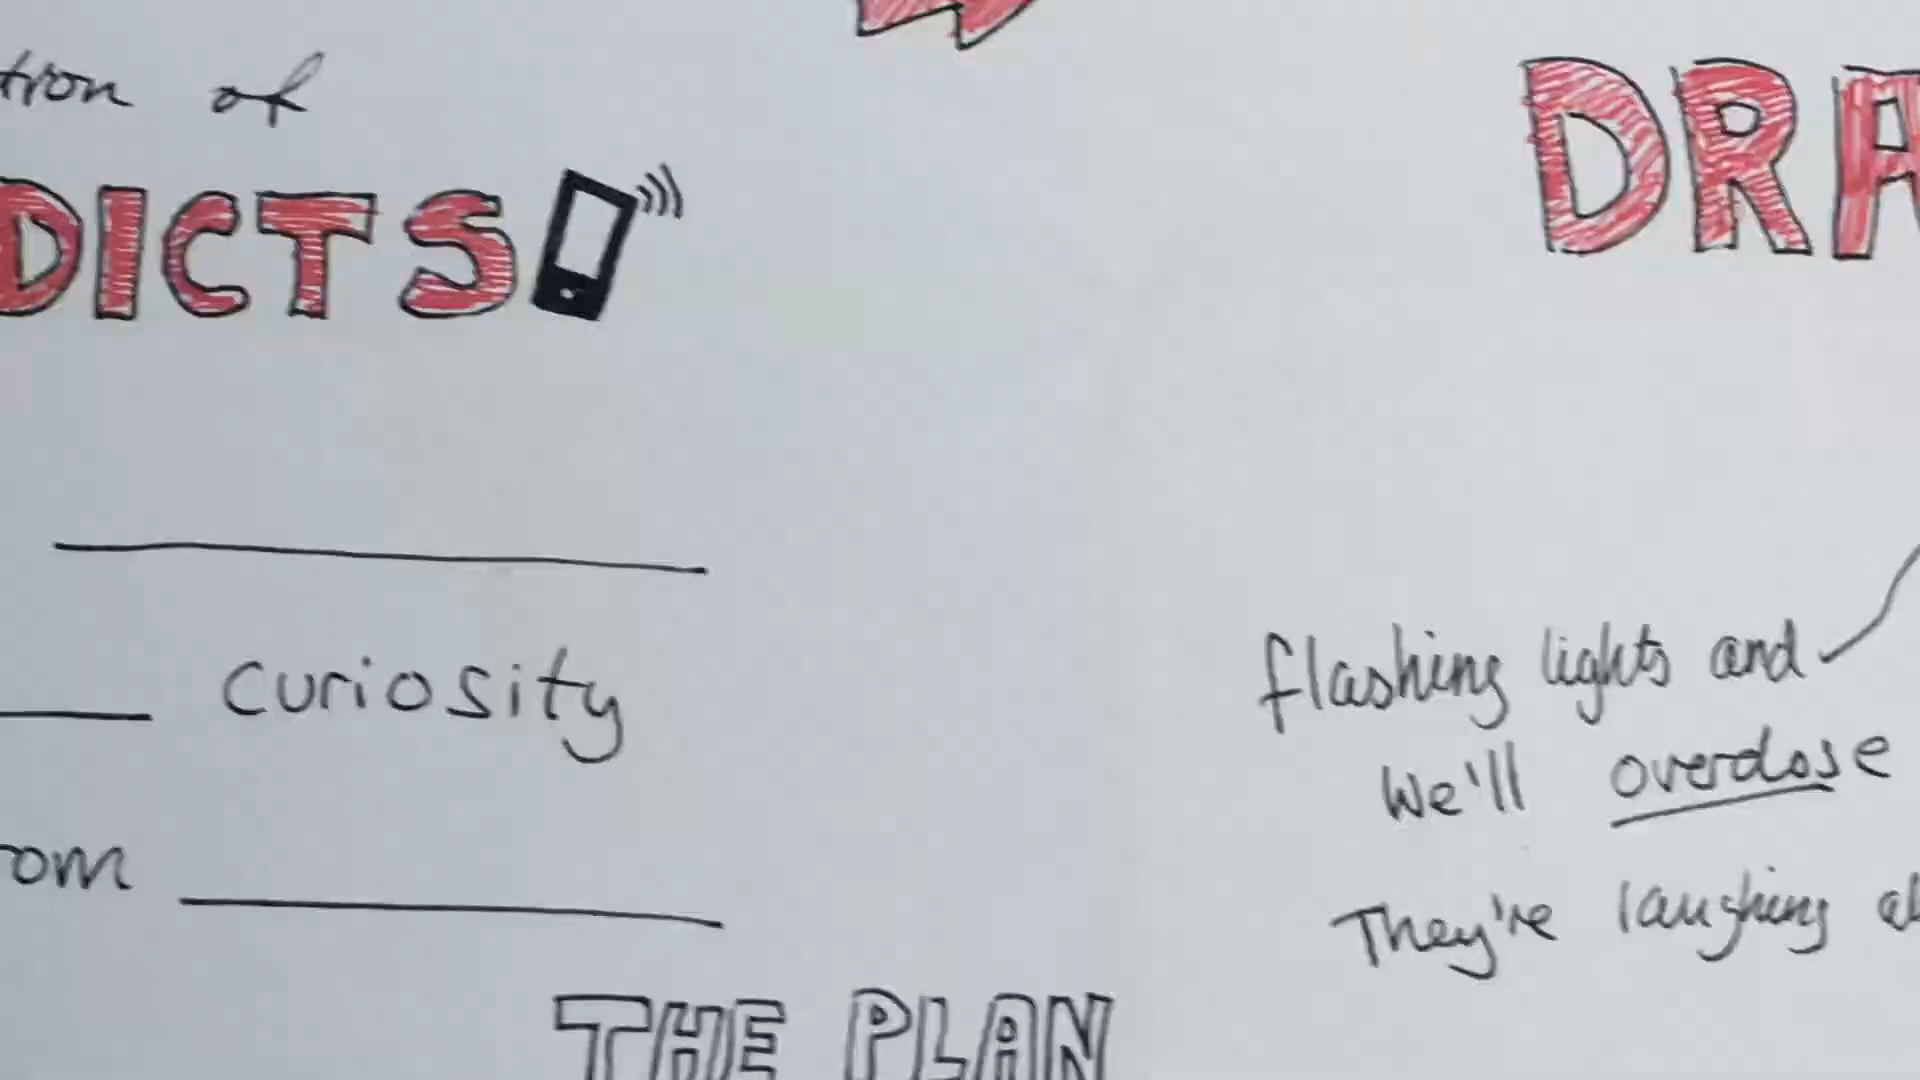 tion of
DICTS
curiosity
om
THE PLAN
DRA
flashing lights and
We'll overdose
They're laughing